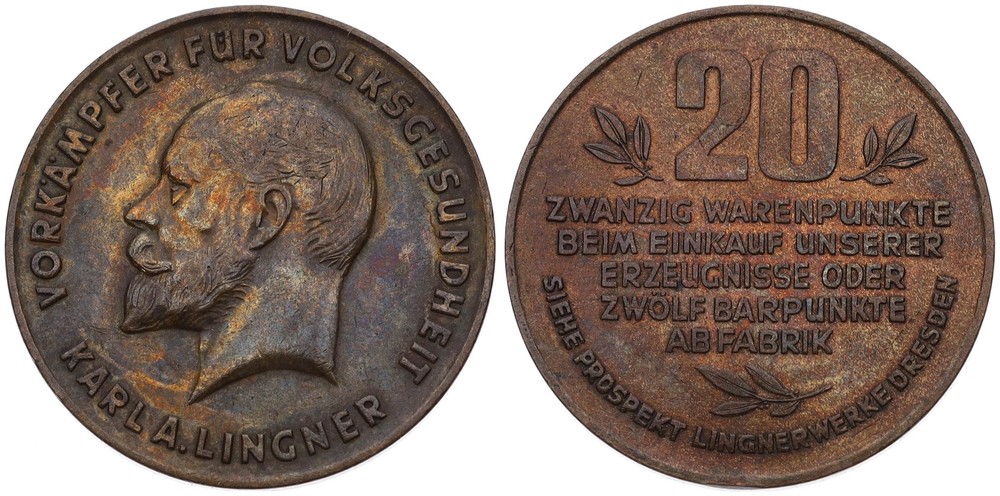 VORKÄMPFER FÜR VOLKSGESUNDHEIT
KARL A. LINGNER
20
ZWANZIG WARENPUNKTE
BEIM EINKAUF UNSERER
ERZEUGNISSE ODER
ZWÖLF BARPUNKTE
AB FABRIK
SIEHE PROSPEKT LINGNERWERKE DRESDEN